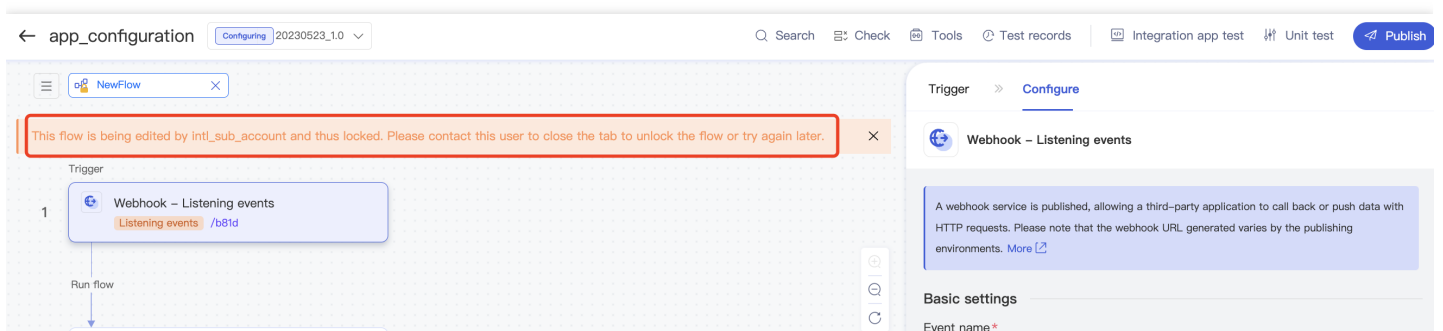 app_configuration
Configuring 20230523_1.0
Search
Check
Tools
Test records
Integration app test
Unit test
Publish
NewFlow
This flow is being edited by intl_sub_account and thus locked. Please contact this user to close the tab to unlock the flow or try again later.
Trigger
1
Webhook – Listening events
Listening events /b81d
Run flow
Trigger
Configure
Webhook – Listening events
A webhook service is published, allowing a third–party application to call back or push data with
HTTP requests. Please note that the webhook URL generated varies by the publishing
environments. More
Basic settings
Event name*